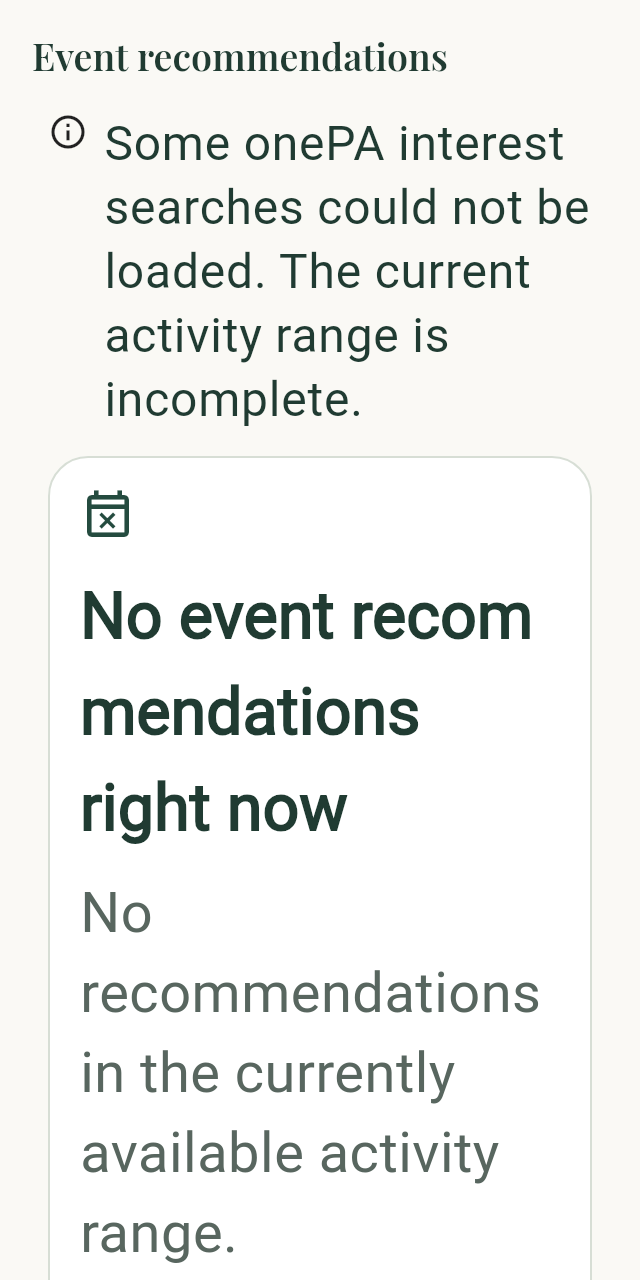 Event recommendations
Some onePA interest
searches could not be
loaded. The current
activity range is
incomplete.
No event recom
mendations
right now
No
recommendations
in the currently
available activity
range.